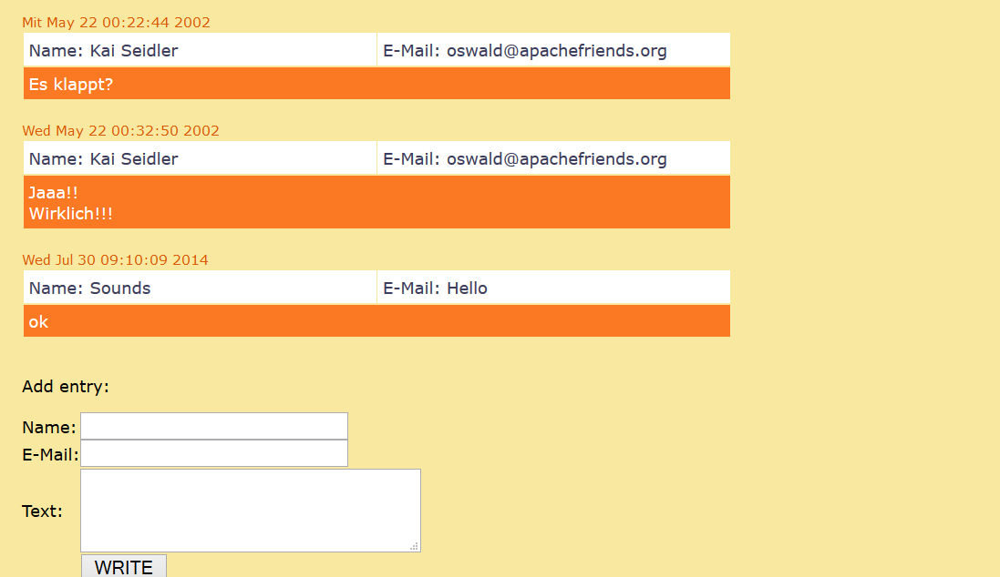 Mit May 22 00:22:44 2002
Name: Kai Seidler E-Mail: oswald@apachefriends.org
Es klappt?
Wed May 22 00:32:50 2002
Name: Kai Seidler E-Mail: oswald@apachefriends.org
Jaaa!!
Wirklich!!!
Wed Jul 30 09:10:09 2014
Name: Sounds E-Mail: Hello
ok
Add entry:
Name:
E-Mail:
Text:
WRITE